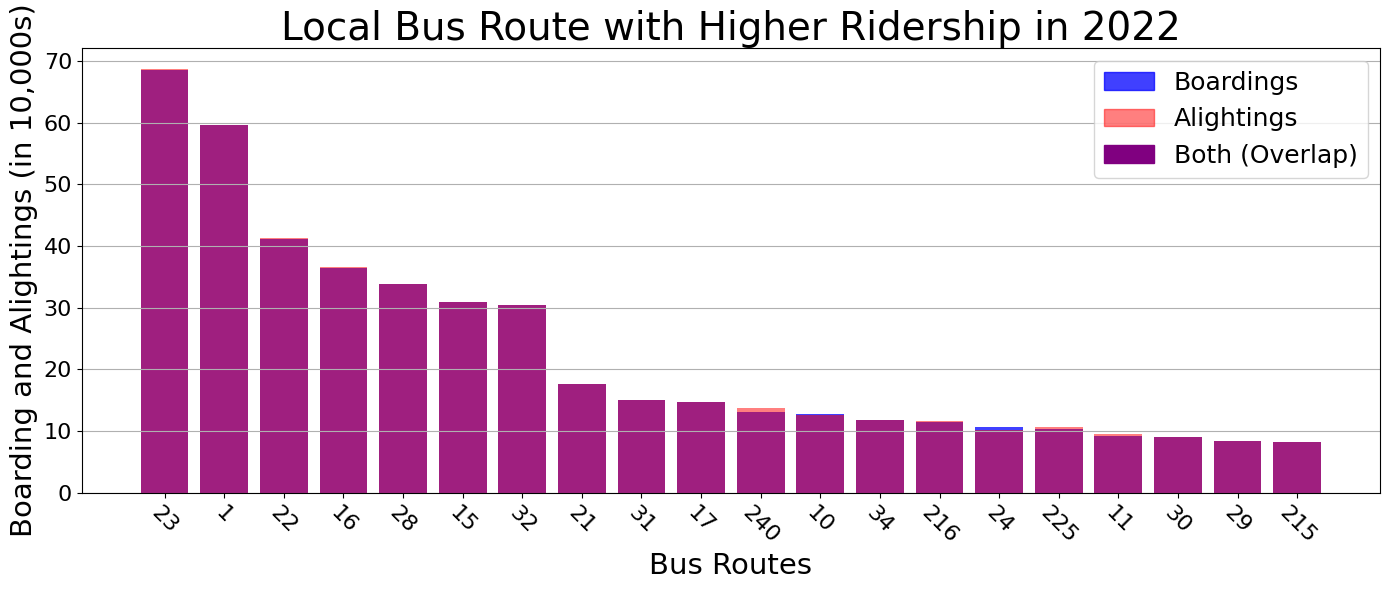 Local Bus Route with Higher Ridership in 2022
Boarding and Alightings (in 10,000s)
70
60
50
40
30
20
10
0
Boardings
Alightings
Both (Overlap)
23 1 22 16 28 15 32 21 31 17 240 10 34 216 24 225 11 30 29 215
Bus Routes